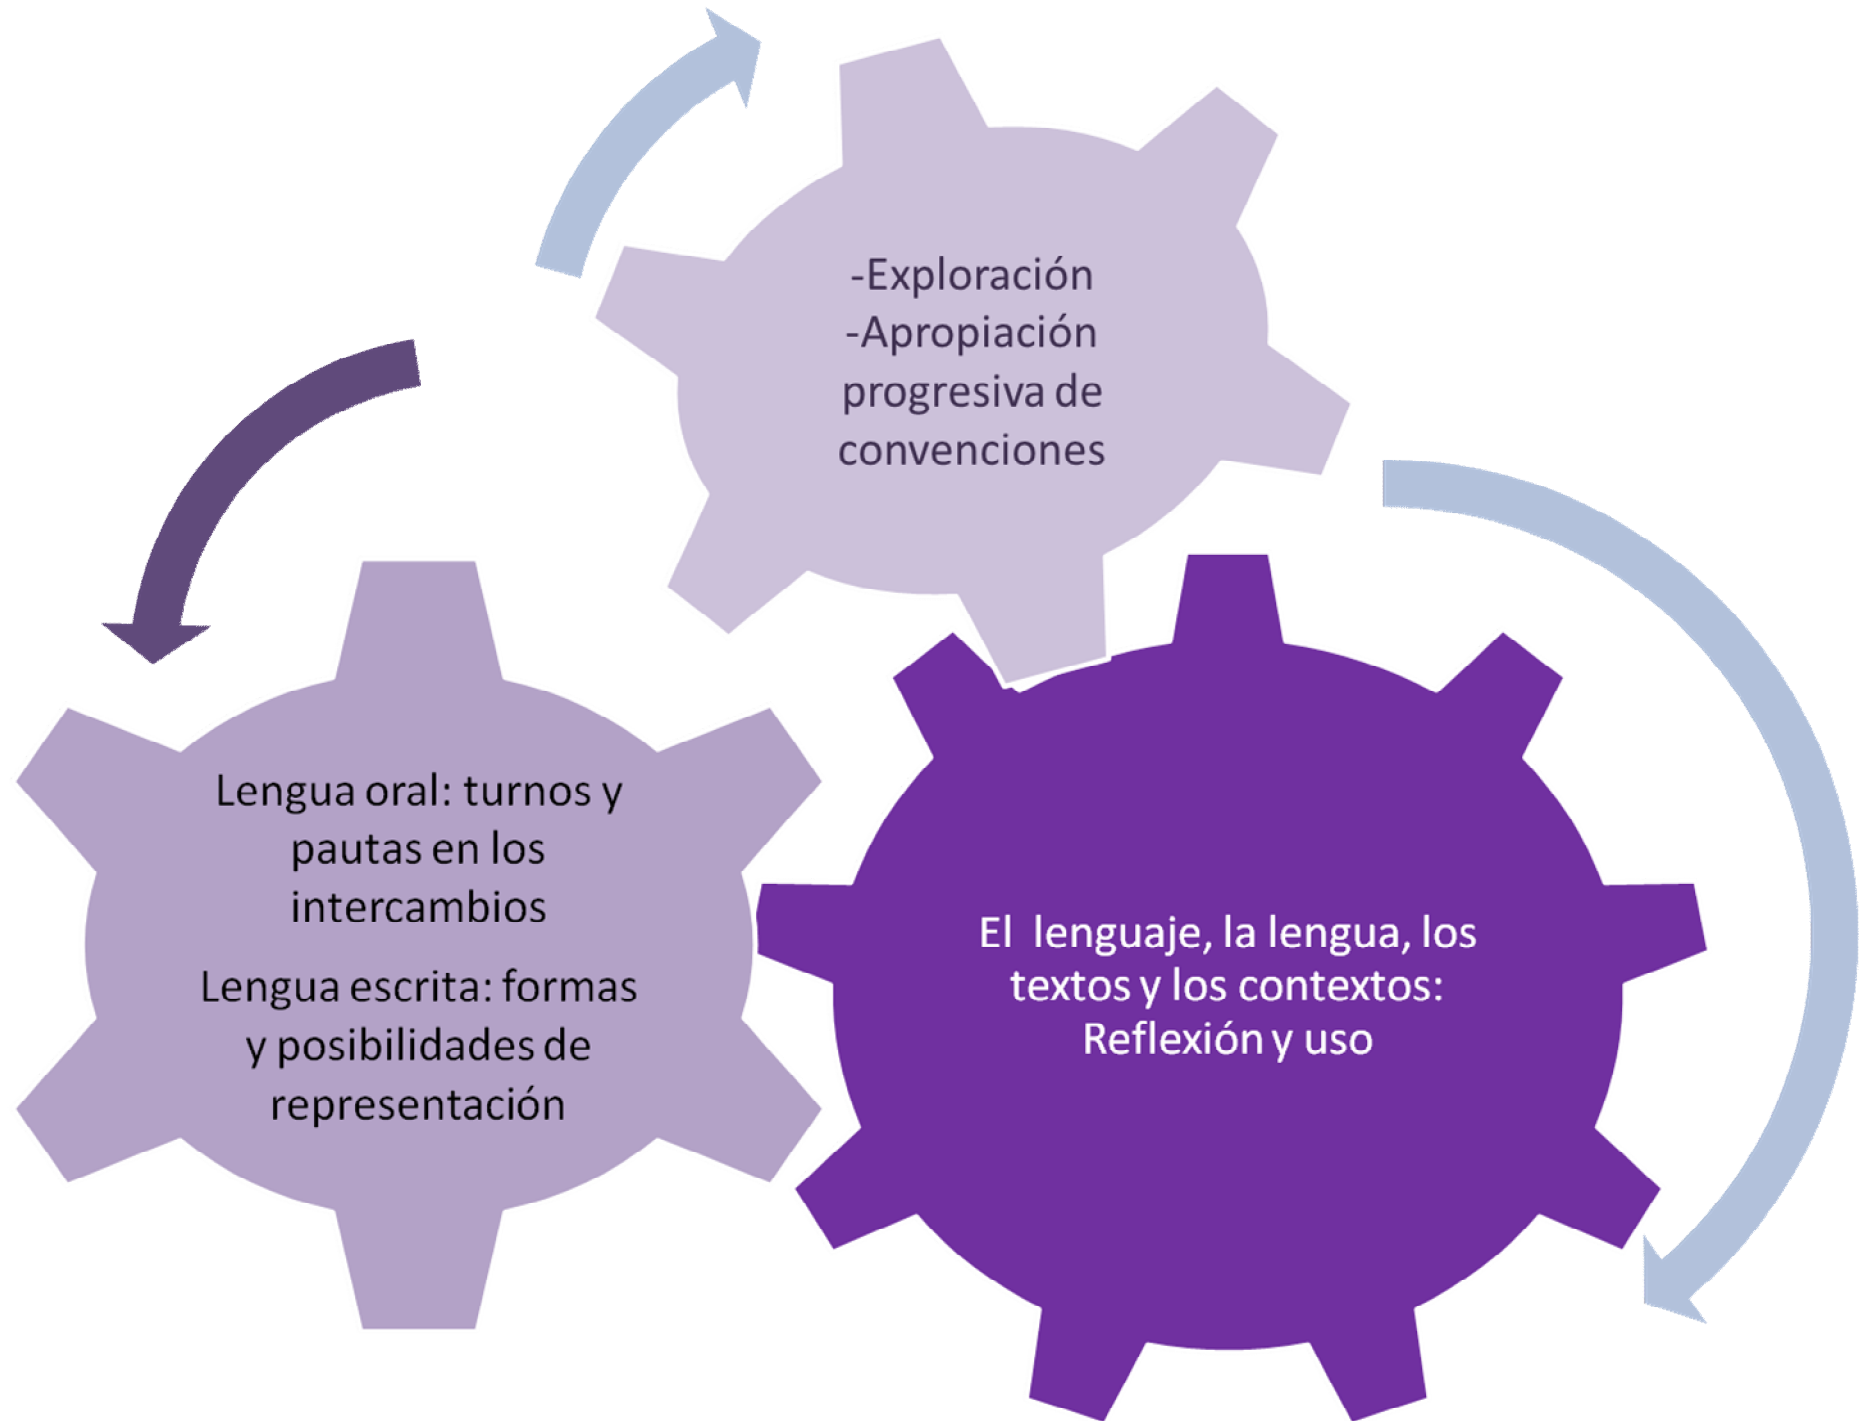 -Exploración
-Apropiación
progresiva de
convenciones
Lengua oral: turnos y
pautas en los
intercambios
Lengua escrita: formas
y posibilidades de
representación
El lenguaje, la lengua, los
textos y los contextos:
Reflexión y uso